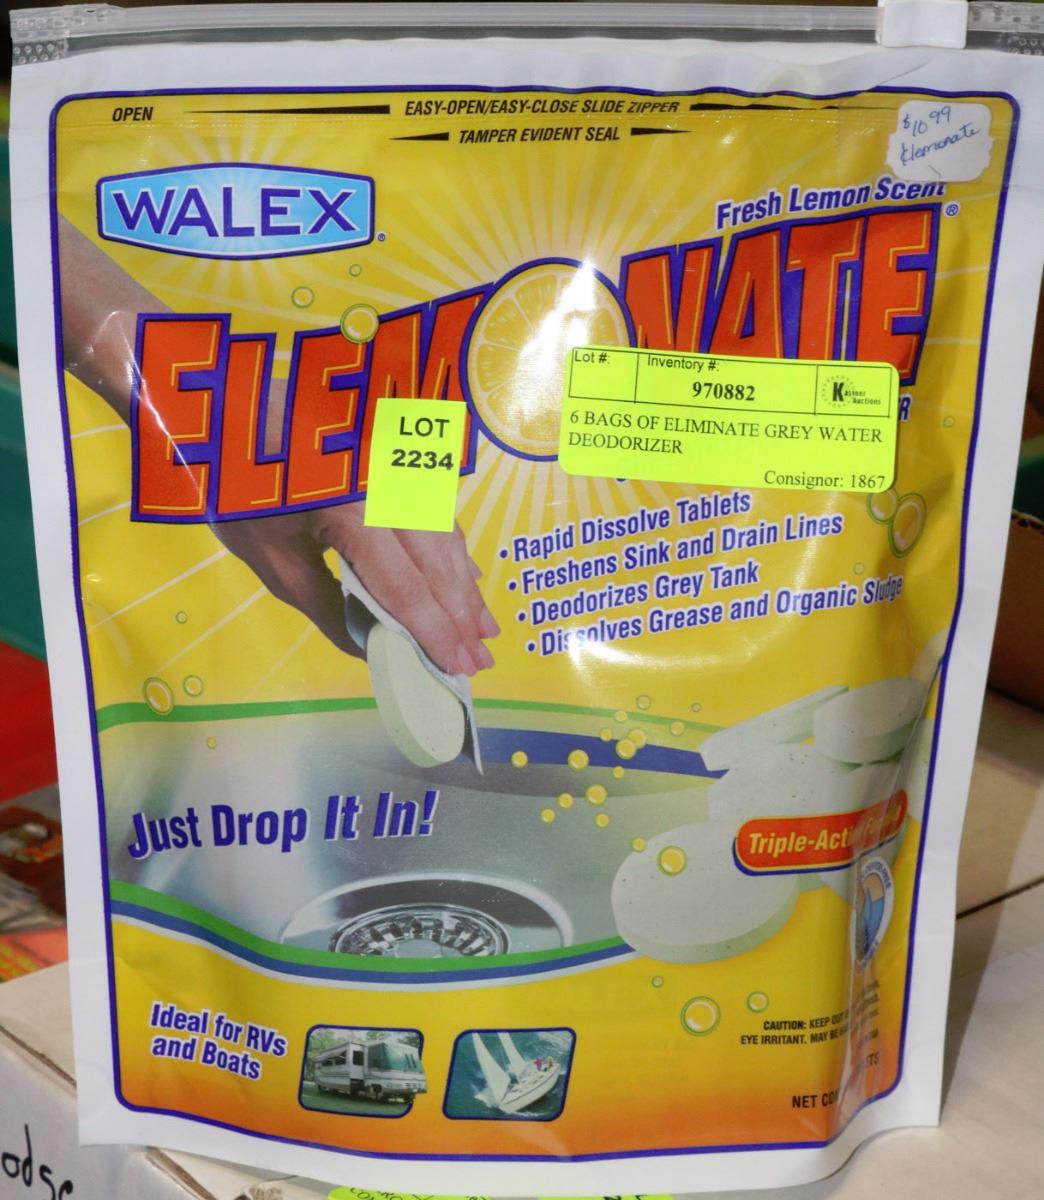 OPEN
EASY-OPEN/EASY-CLOSE SLIDE ZIPPER
TAMPER EVIDENT SEAL
$10.99
Elemonate
WALEX®
Fresh Lemon Scent
ELEMONATE®
LOT
2234
Lot #:
Inventory #:
970882
Kastner
Auctions
6 BAGS OF ELIMINATE GREY WATER
DEODORIZER
Consignor: 1867
• Rapid Dissolve Tablets
• Freshens Sink and Drain Lines
• Deodorizes Grey Tank
• Dissolves Grease and Organic Sludge
Just Drop It In!
Triple-Acti
Ideal for RVs
and Boats
CAUTION: KEEP OUT
EYE IRRITANT. MAY BE
NET CO